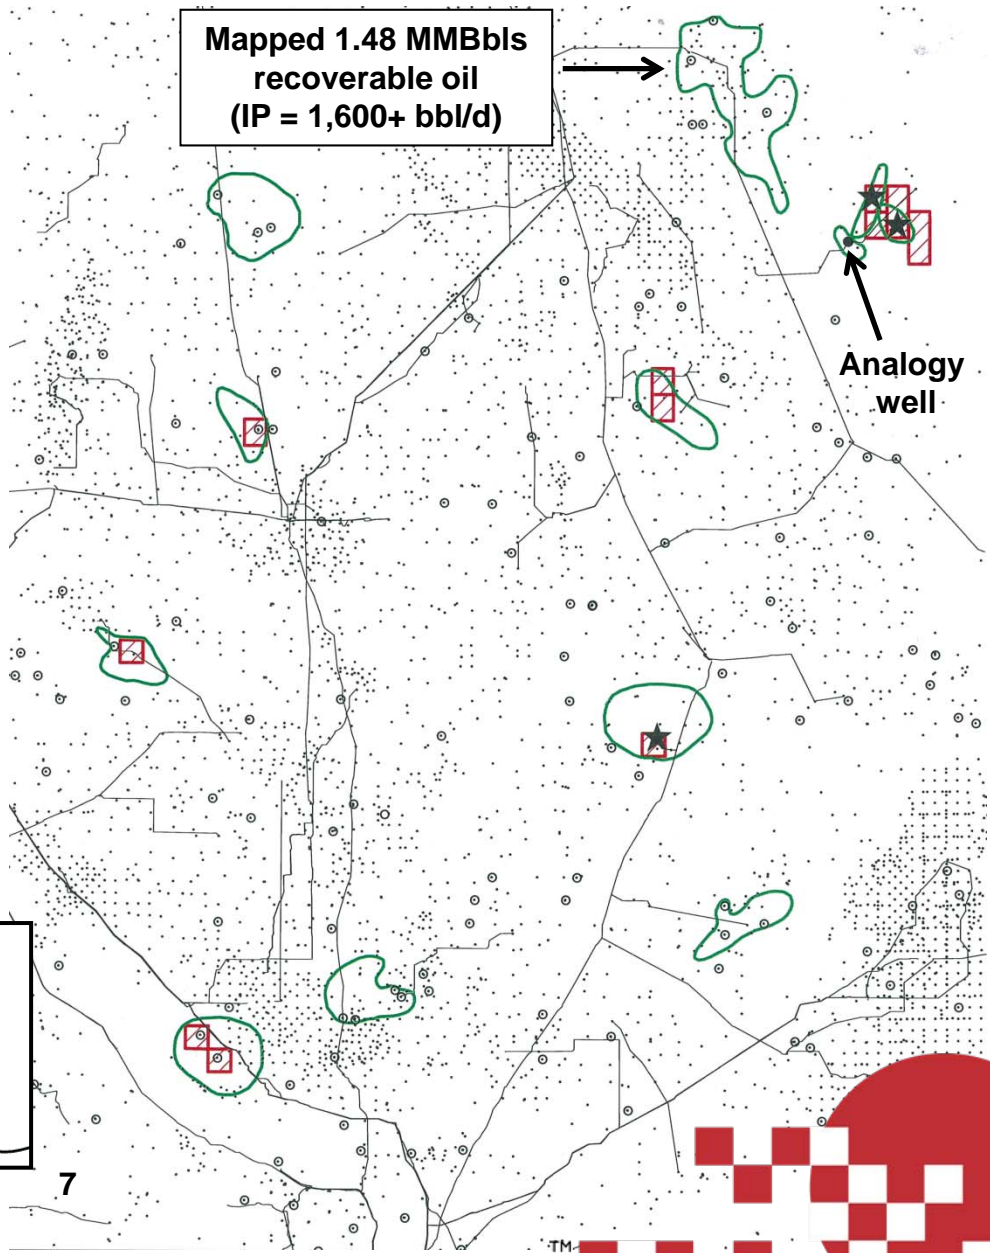 Mapped 1.48 MMBbls
recoverable oil
(IP = 1,600+ bbl/d)
Analogy
well
7
TM